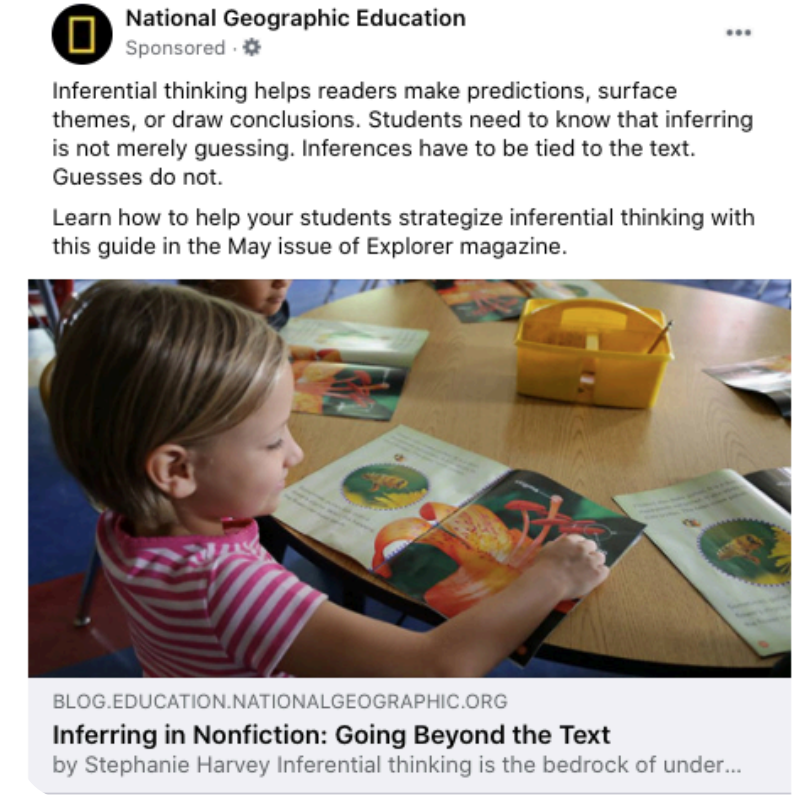 National Geographic Education
Sponsored ·
Inferential thinking helps readers make predictions, surface
themes, or draw conclusions. Students need to know that inferring
is not merely guessing. Inferences have to be tied to the text.
Guesses do not.
Learn how to help your students strategize inferential thinking with
this guide in the May issue of Explorer magazine.
BLOG.EDUCATION.NATIONALGEOGRAPHIC.ORG
Inferring in Nonfiction: Going Beyond the Text
by Stephanie Harvey Inferential thinking is the bedrock of under...